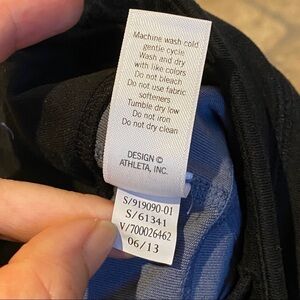 Machine wash cold
gentle cycle
Wash and dry
with like colors
Do not bleach
Do not use fabric
softeners
Tumble dry low
Do not iron
Do not dry clean
DESIGN ©
ATHLETA, INC.
S/919090-01
S/61341
V/700026462
06/13